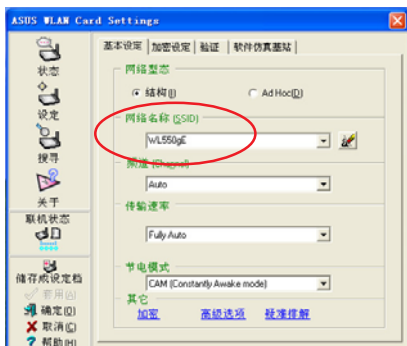 ASUS WLAN Card Settings
基本设定 加密设定 验证 软件仿真基站
状态
设定
搜寻
关于
联机状态
储存成设定档
套用(A)
确定(O)
取消(C)
帮助(H)
网络型态
结构(I) Ad Hoc(D)
网络名称 (SSID)
WL550gE
频道 (Channel)
Auto
传输速率
Fully Auto
节电模式
CAM (Constantly Awake mode)
其它
加密 高级选项 疑难排解